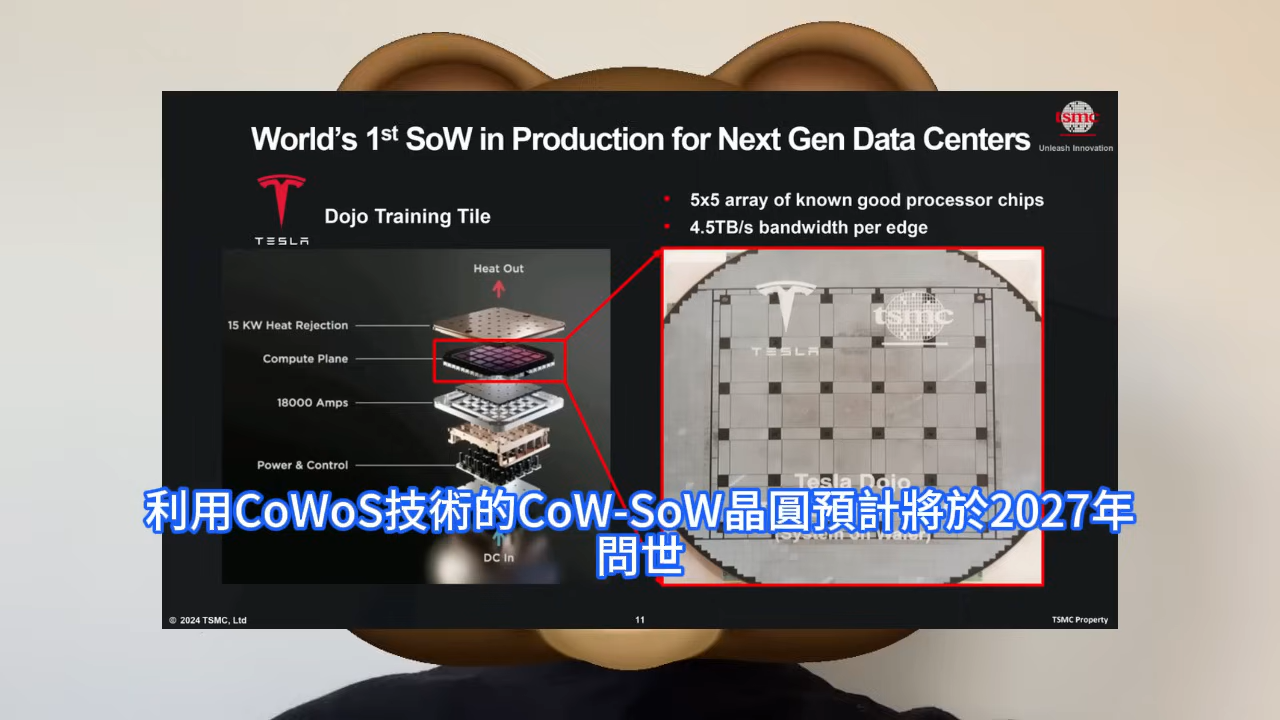 World's 1st SoW in Production for Next Gen Data Centers
tsmc
Unleash Innovation
TESLA
Dojo Training Tile
• 5x5 array of known good processor chips
• 4.5TB/s bandwidth per edge
Heat Out
15 KW Heat Rejection
Compute Plane
18000 Amps
Power & Control
DC In
TESLA
tsmc
Tesla Dojo
(System on Wafer)
利用CoWoS技術的CoW-SoW晶圓預計將於2027年
問世
© 2024 TSMC, Ltd
11
TSMC Property